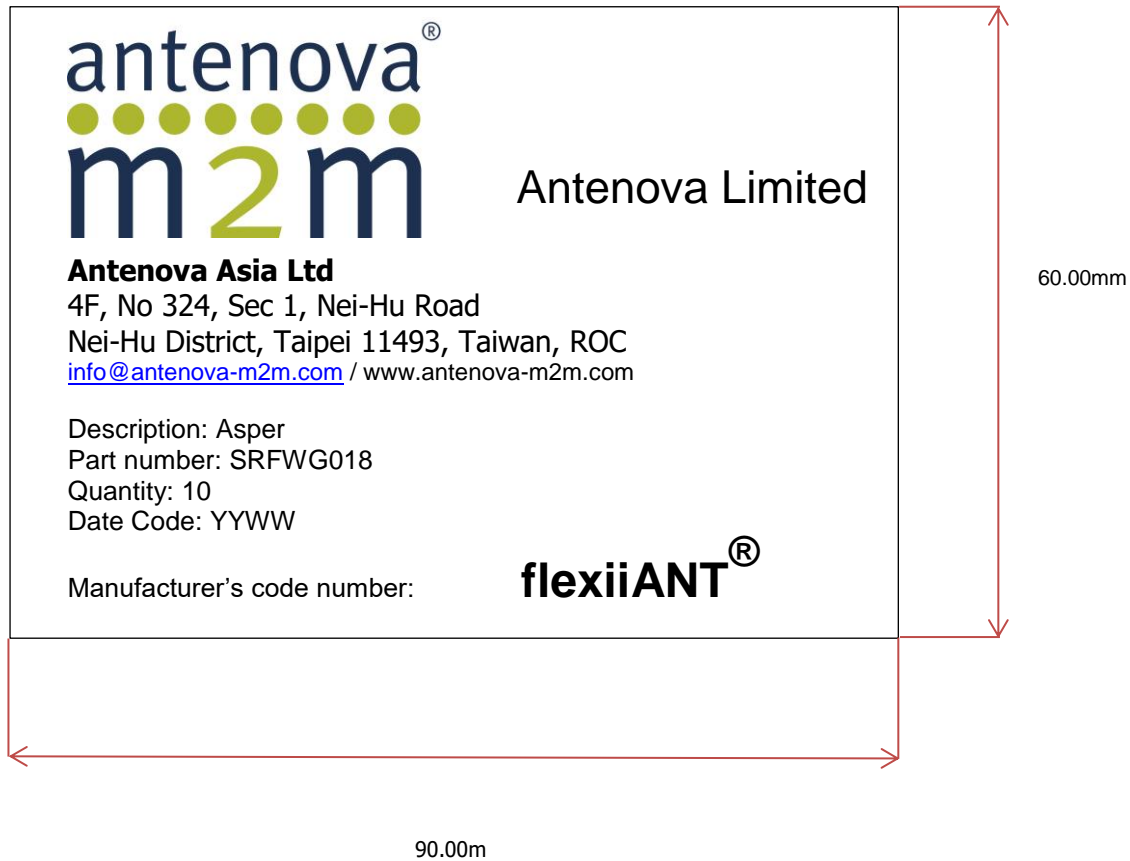 antenova®
m2m
Antenova Limited
Antenova Asia Ltd
4F, No 324, Sec 1, Nei-Hu Road
Nei-Hu District, Taipei 11493, Taiwan, ROC
info@antenova-m2m.com / www.antenova-m2m.com
Description: Asper
Part number: SRFWG018
Quantity: 10
Date Code: YYWW
Manufacturer’s code number: flexiiANT®
60.00mm
90.00m